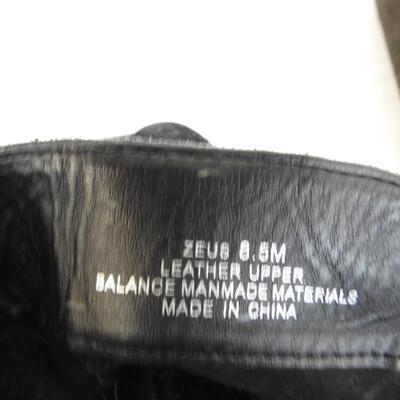 ZEUS 8.5M
LEATHER UPPER
BALANCE MANMADE MATERIALS
MADE IN CHINA